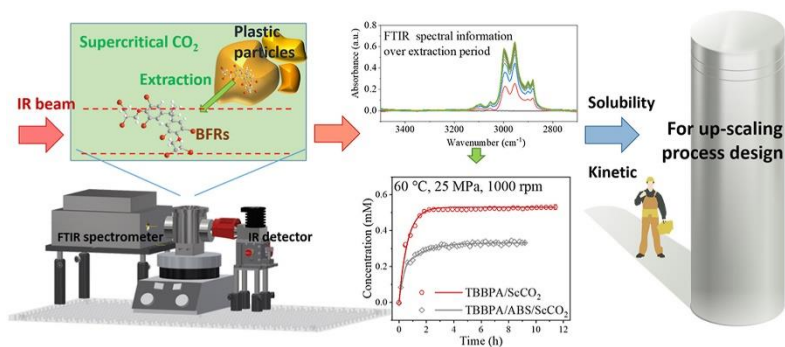 Supercritical CO₂
Plastic
particles
Extraction
IR beam
BFRs
FTIR spectrometer
IR detector
FTIR spectral information
over extraction period
Absorbance (a.u.)
0.8
0.6
0.4
0.2
0.0
3400
3200
3000
2800
Wavenumber (cm⁻¹)
60 °C, 25 MPa, 1000 rpm
Concentration (mM)
0.6
0.4
0.2
0.0
TBBPA/ScCO₂
TBBPA/ABS/ScCO₂
0 2 4 6 8 10 12
Time (h)
Solubility
Kinetic
For up-scaling
process design